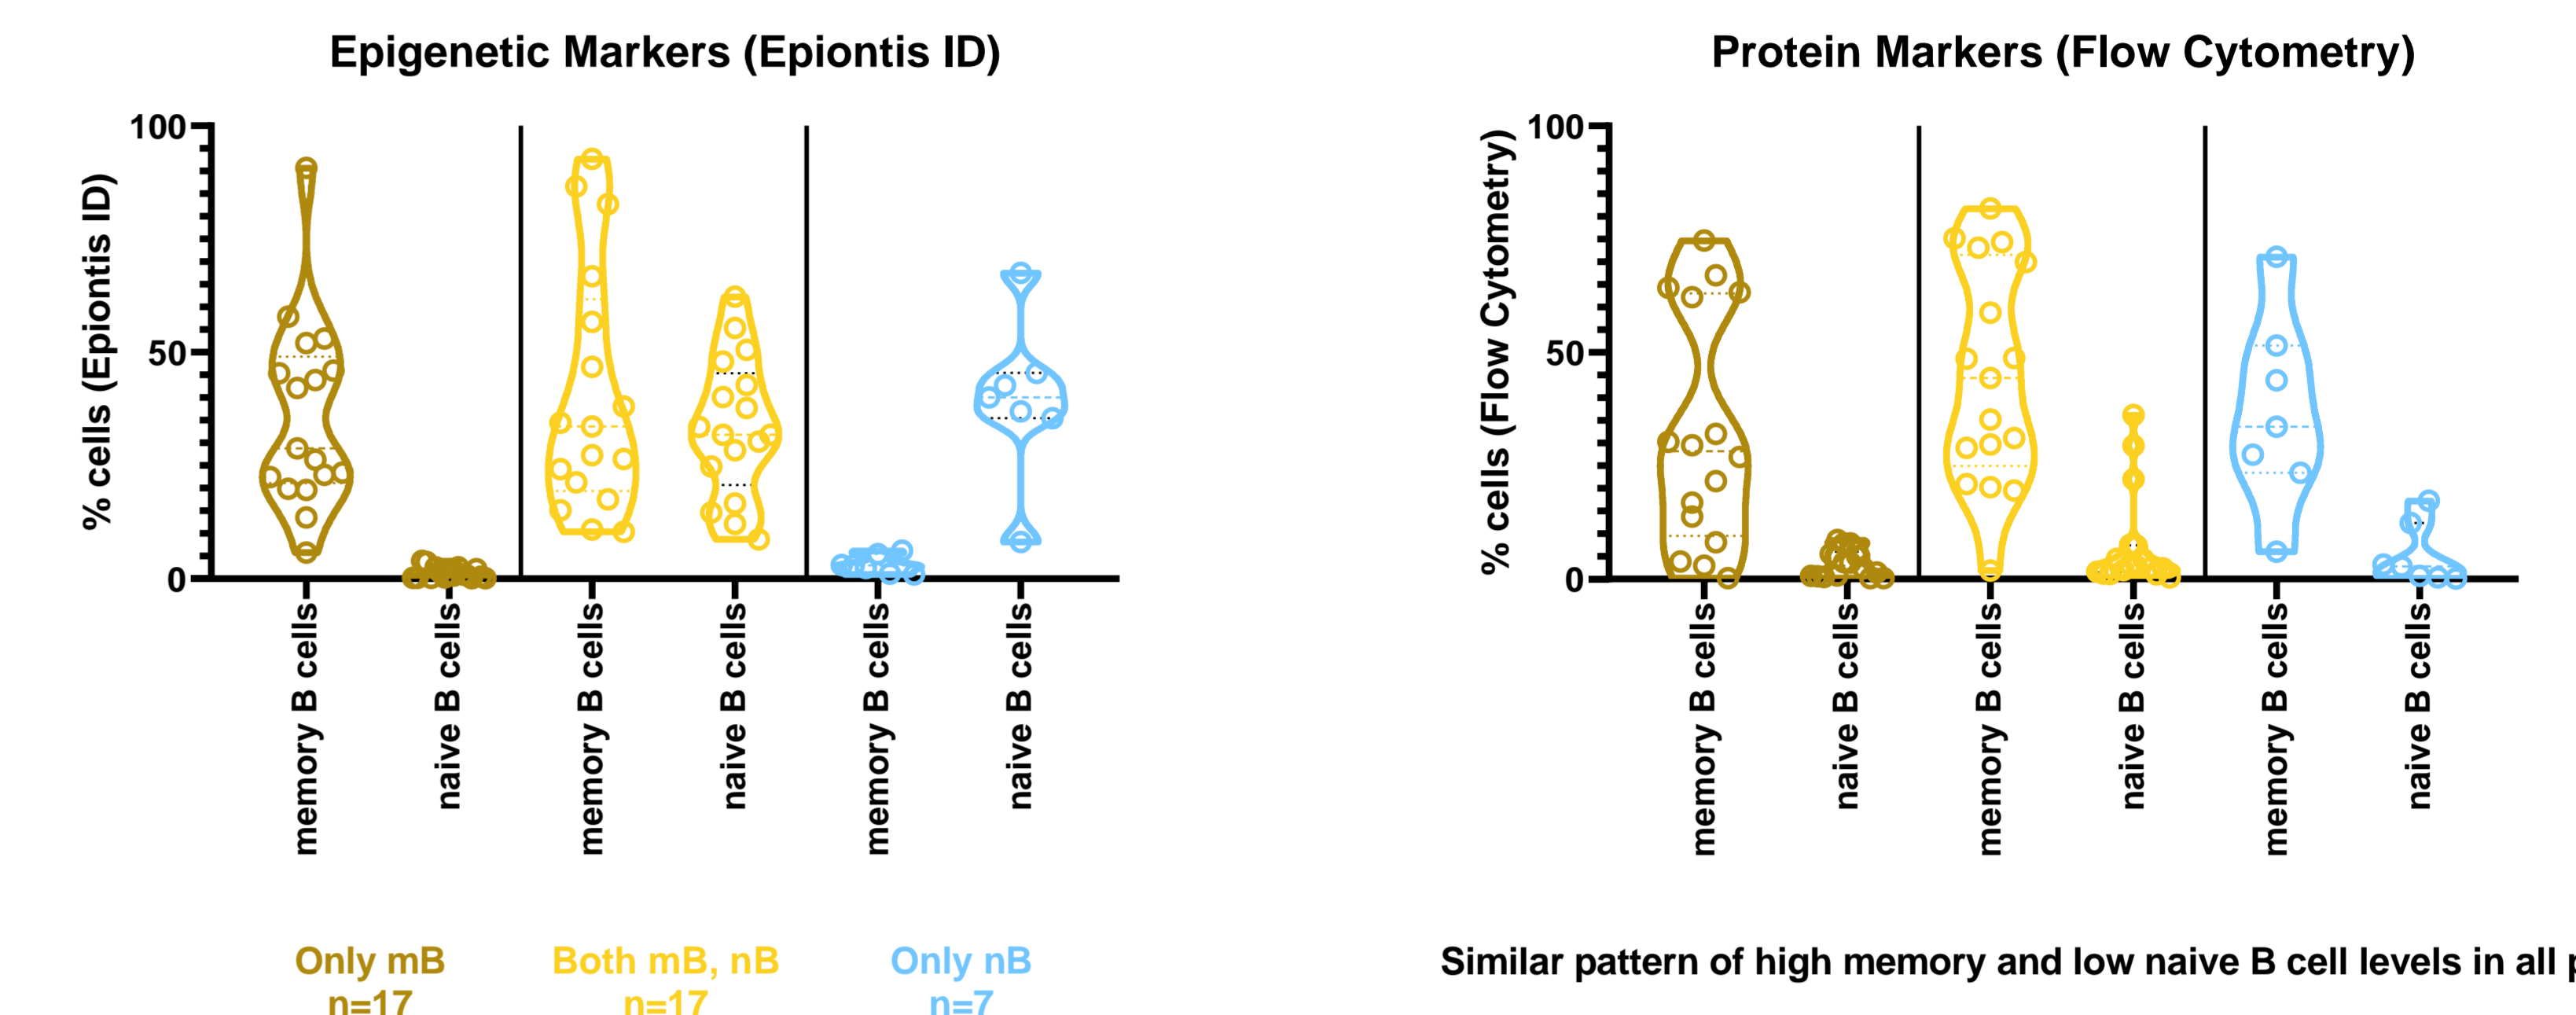 Epigenetic Markers (Epiontis ID)
% cells (Epiontis ID)
100
50
0
memory B cells
naive B cells
memory B cells
naive B cells
memory B cells
naive B cells
Only mB
n=17
Both mB, nB
n=17
Only nB
n=7
Protein Markers (Flow Cytometry)
% cells (Flow Cytometry)
100
50
0
memory B cells
naive B cells
memory B cells
naive B cells
memory B cells
naive B cells
Similar pattern of high memory and low naive B cell levels in all